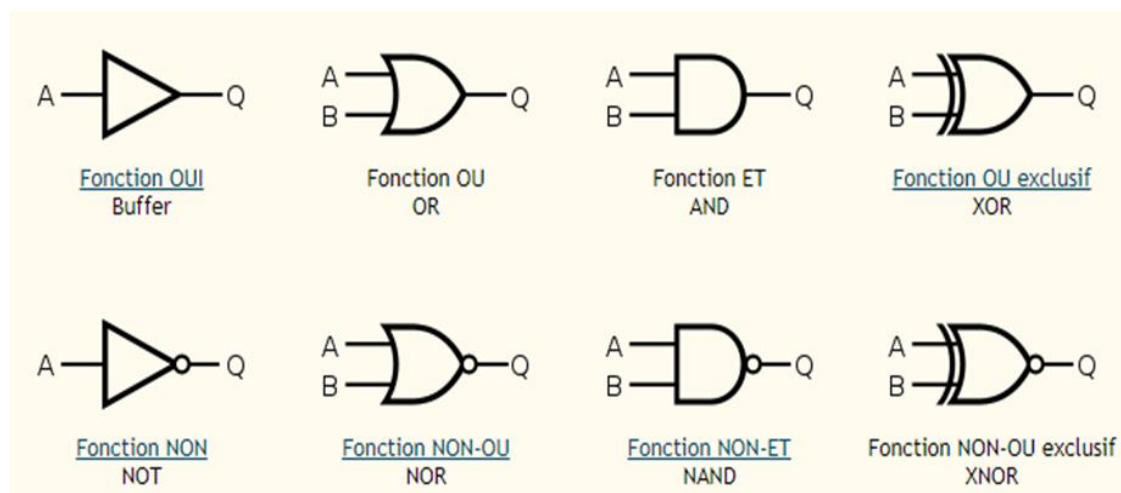 A Q
A B Q
A B Q
A B Q
Fonction OUI
Buffer
Fonction OU
OR
Fonction ET
AND
Fonction OU exclusif
XOR
A Q
A B Q
A B Q
A B Q
Fonction NON
NOT
Fonction NON-OU
NOR
Fonction NON-ET
NAND
Fonction NON-OU exclusif
XNOR